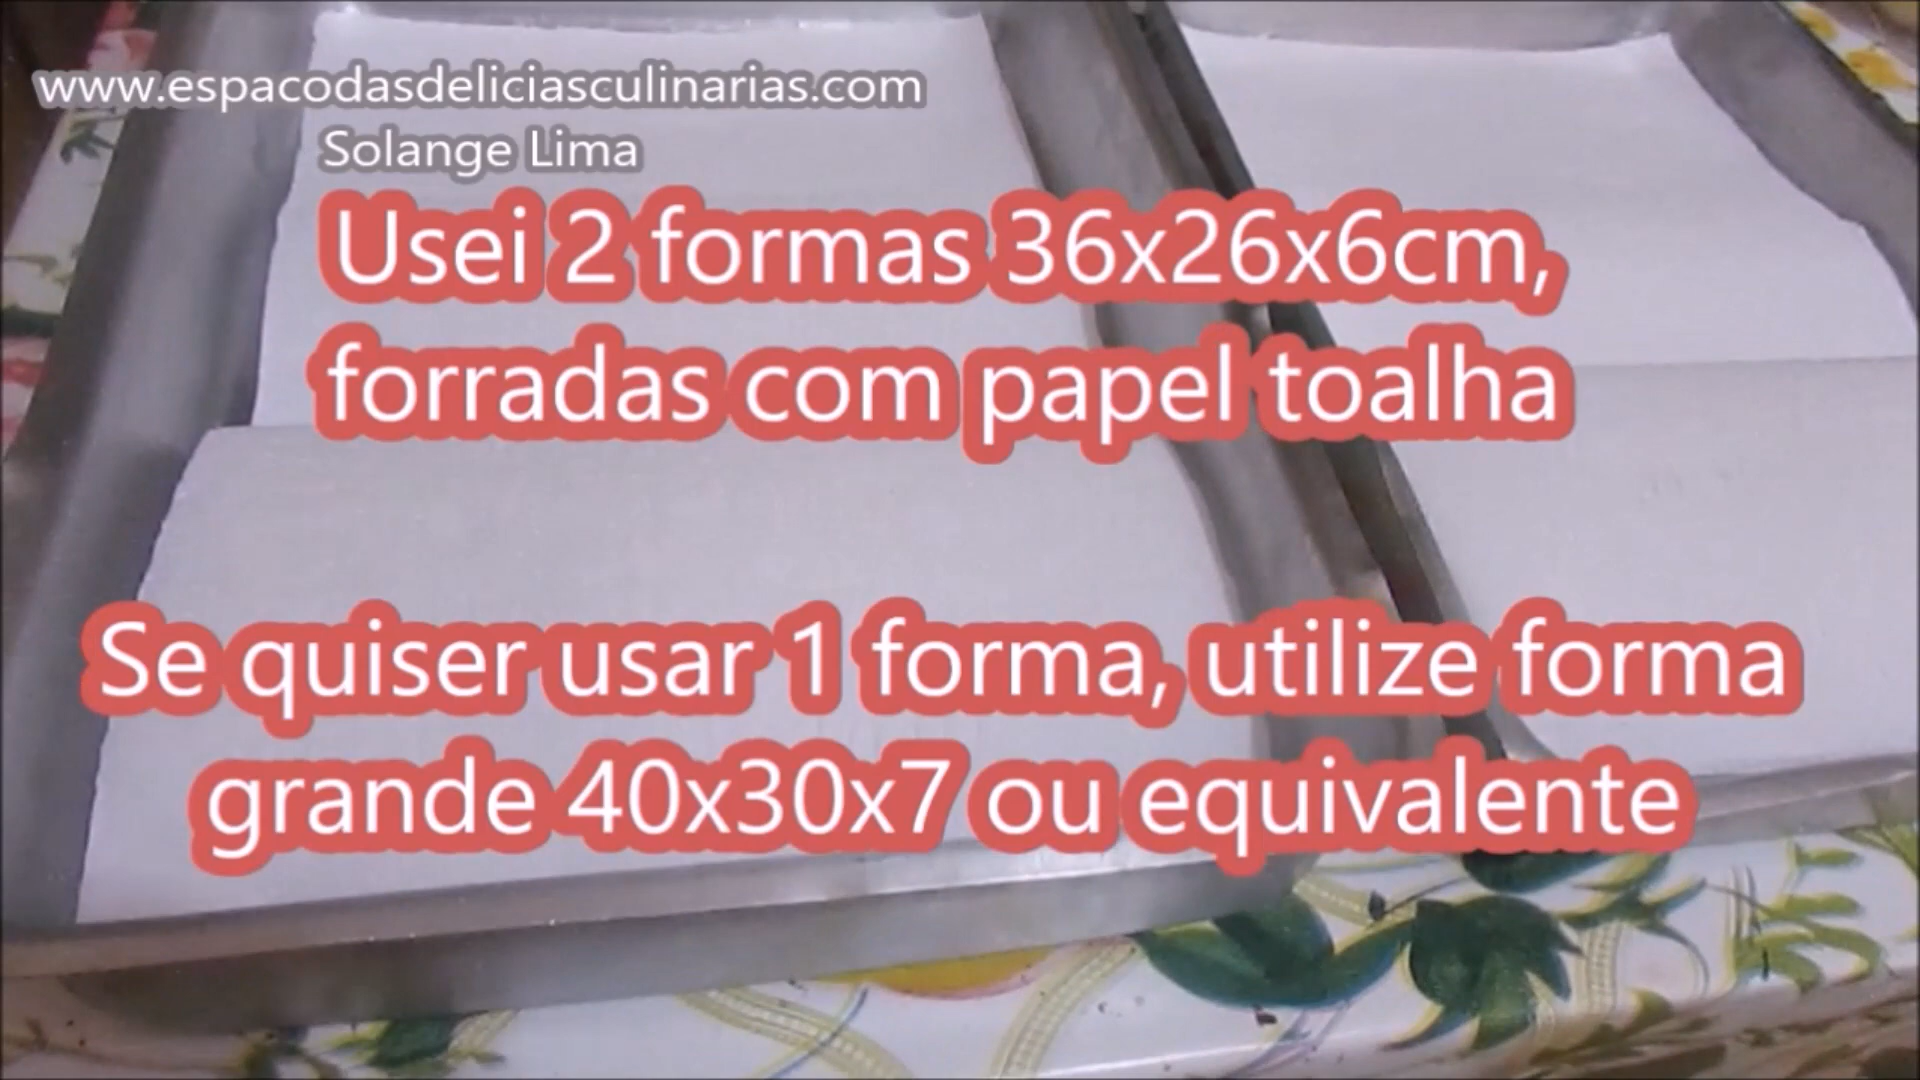 www.espacodasdeliciasculinarias.com
Solange Lima
Usei 2 formas 36x26x6cm,
forradas com papel toalha
Se quiser usar 1 forma, utilize forma
grande 40x30x7 ou equivalente